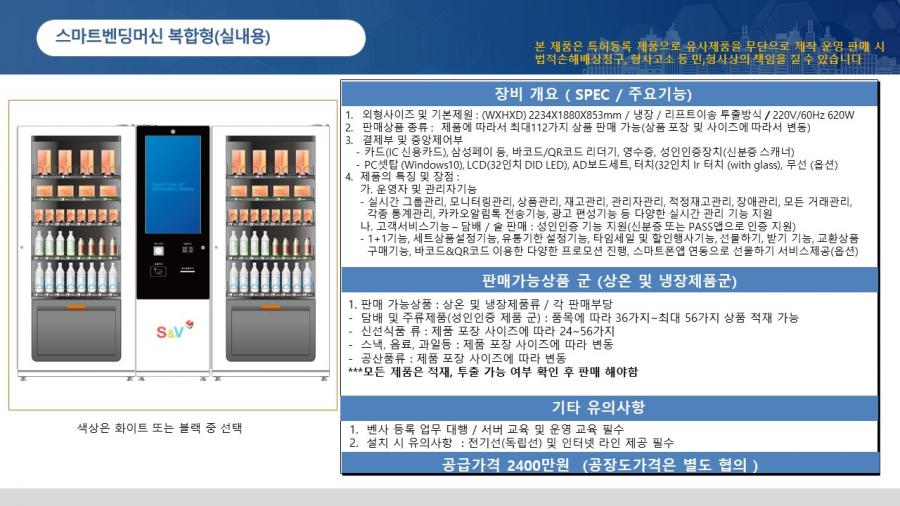 스마트벤딩머신 복합형(실내용)
본 제품은 특허등록 제품으로 유사제품을 무단으로 제작 운영 판매 시
법적손해배상청구, 형사고소 등 민,형사상의 책임을 질 수 있습니다
장비 개요 ( SPEC / 주요기능)
1. 외형사이즈 및 기본제원 : (WXHXD) 2234X1880X853mm / 냉장 / 리프트이송 투출방식 / 220V/60Hz 620W
2. 판매상품 종류 : 제품에 따라서 최대112가지 상품 판매 가능(상품 포장 및 사이즈에 따라서 변동)
3. 결제부 및 중앙제어부
- 카드(IC 신용카드), 삼성페이 등, 바코드/QR코드 리더기, 영수증, 성인인증장치(신분증 스캐너)
- PC셋탑 (Windows10), LCD(32인치 DID LED), AD보드세트, 터치(32인치 Ir 터치 (with glass), 무선 (옵션)
4. 제품의 특징 및 장점 :
가. 운영자 및 관리자기능
- 실시간 그룹관리, 모니터링관리, 상품관리, 재고관리, 관리자관리, 적정재고관리, 장애관리, 모든 거래관리,
각종 통계관리, 카카오알림톡 전송기능, 광고 편성기능 등 다양한 실시간 관리 기능 지원
나. 고객서비스기능 – 담배 / 술 판매 : 성인인증 기능 지원(신분증 또는 PASS앱으로 인증 지원)
- 1+1기능, 세트상품설정기능, 유통기한 설정기능, 타임세일 및 할인행사기능, 선물하기, 받기 기능, 교환상품
구매기능, 바코드&QR코드 이용한 다양한 프로모션 진행, 스마트폰앱 연동으로 선물하기 서비스제공(옵션)
Touch type 32"
Information display
S&V
판매가능상품 군 (상온 및 냉장제품군)
1. 판매 가능상품 : 상온 및 냉장제품류 / 각 판매부당
- 담배 및 주류제품(성인인증 제품 군) : 품목에 따라 36가지~최대 56가지 상품 적재 가능
- 신선식품 류 : 제품 포장 사이즈에 따라 24~56가지
- 스낵, 음료, 과일등 : 제품 포장 사이즈에 따라 변동
- 공산품류 : 제품 포장 사이즈에 따라 변동
***모든 제품은 적재, 투출 가능 여부 확인 후 판매 해야함
기타 유의사항
1. 벤사 등록 업무 대행 / 서버 교육 및 운영 교육 필수
2. 설치 시 유의사항 : 전기선(독립선) 및 인터넷 라인 제공 필수
공급가격 2400만원 (공장도가격은 별도 협의 )
색상은 화이트 또는 블랙 중 선택